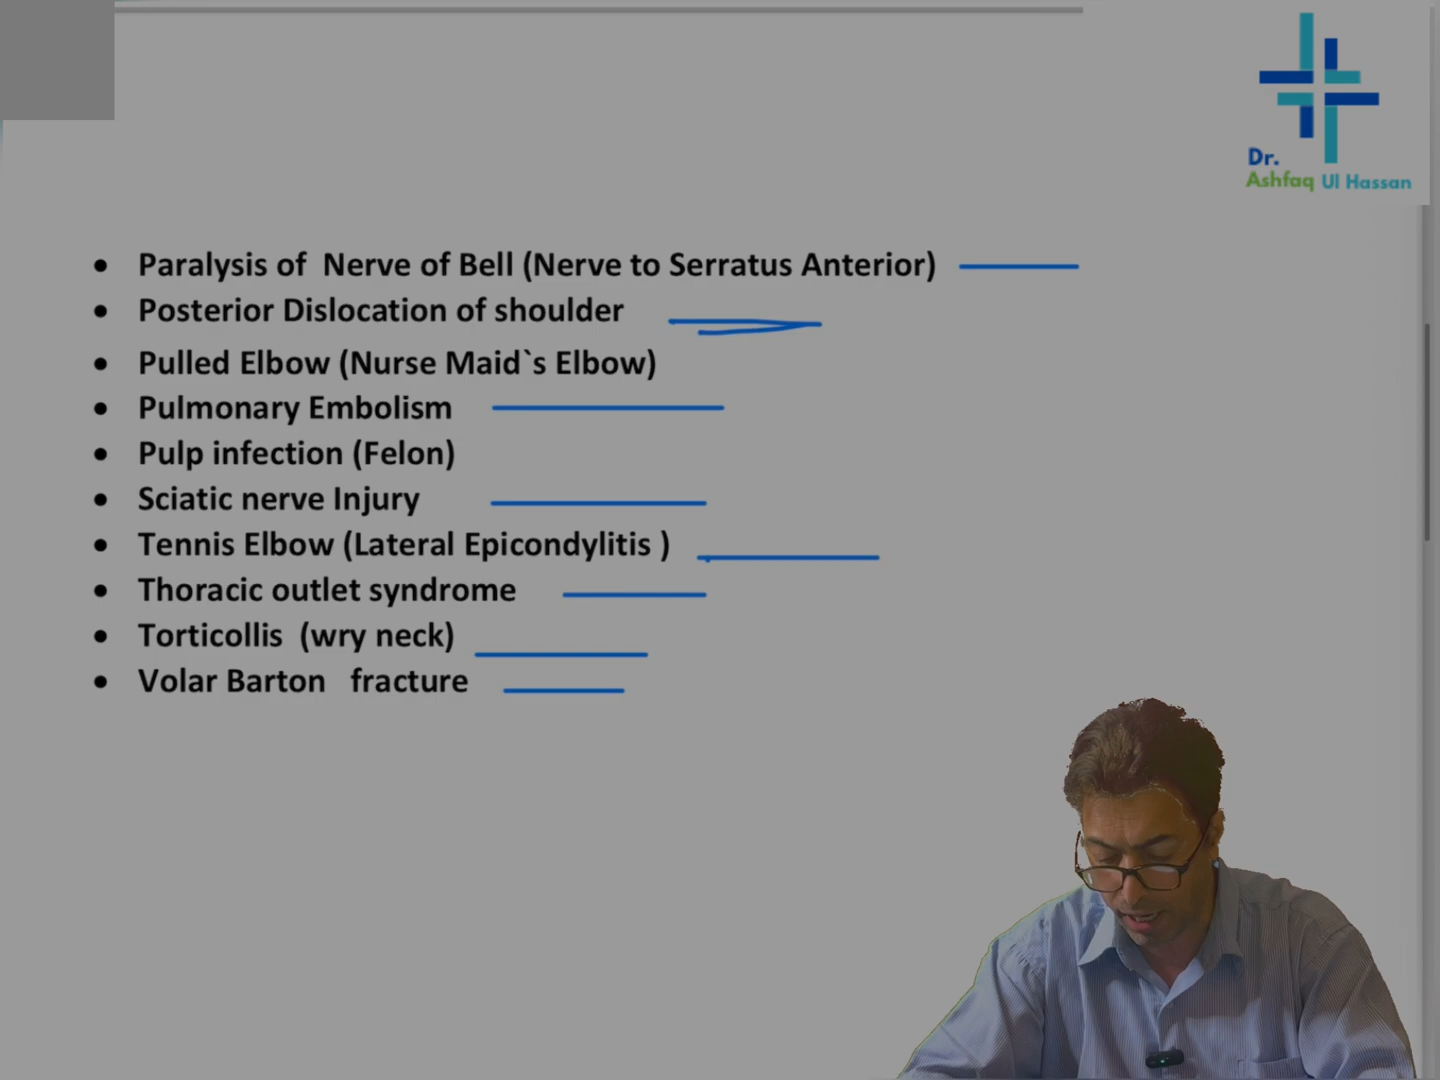 Dr.
Ashfaq Ul Hassan
• Paralysis of Nerve of Bell (Nerve to Serratus Anterior)
• Posterior Dislocation of shoulder
• Pulled Elbow (Nurse Maid`s Elbow)
• Pulmonary Embolism
• Pulp infection (Felon)
• Sciatic nerve Injury
• Tennis Elbow (Lateral Epicondylitis )
• Thoracic outlet syndrome
• Torticollis (wry neck)
• Volar Barton fracture